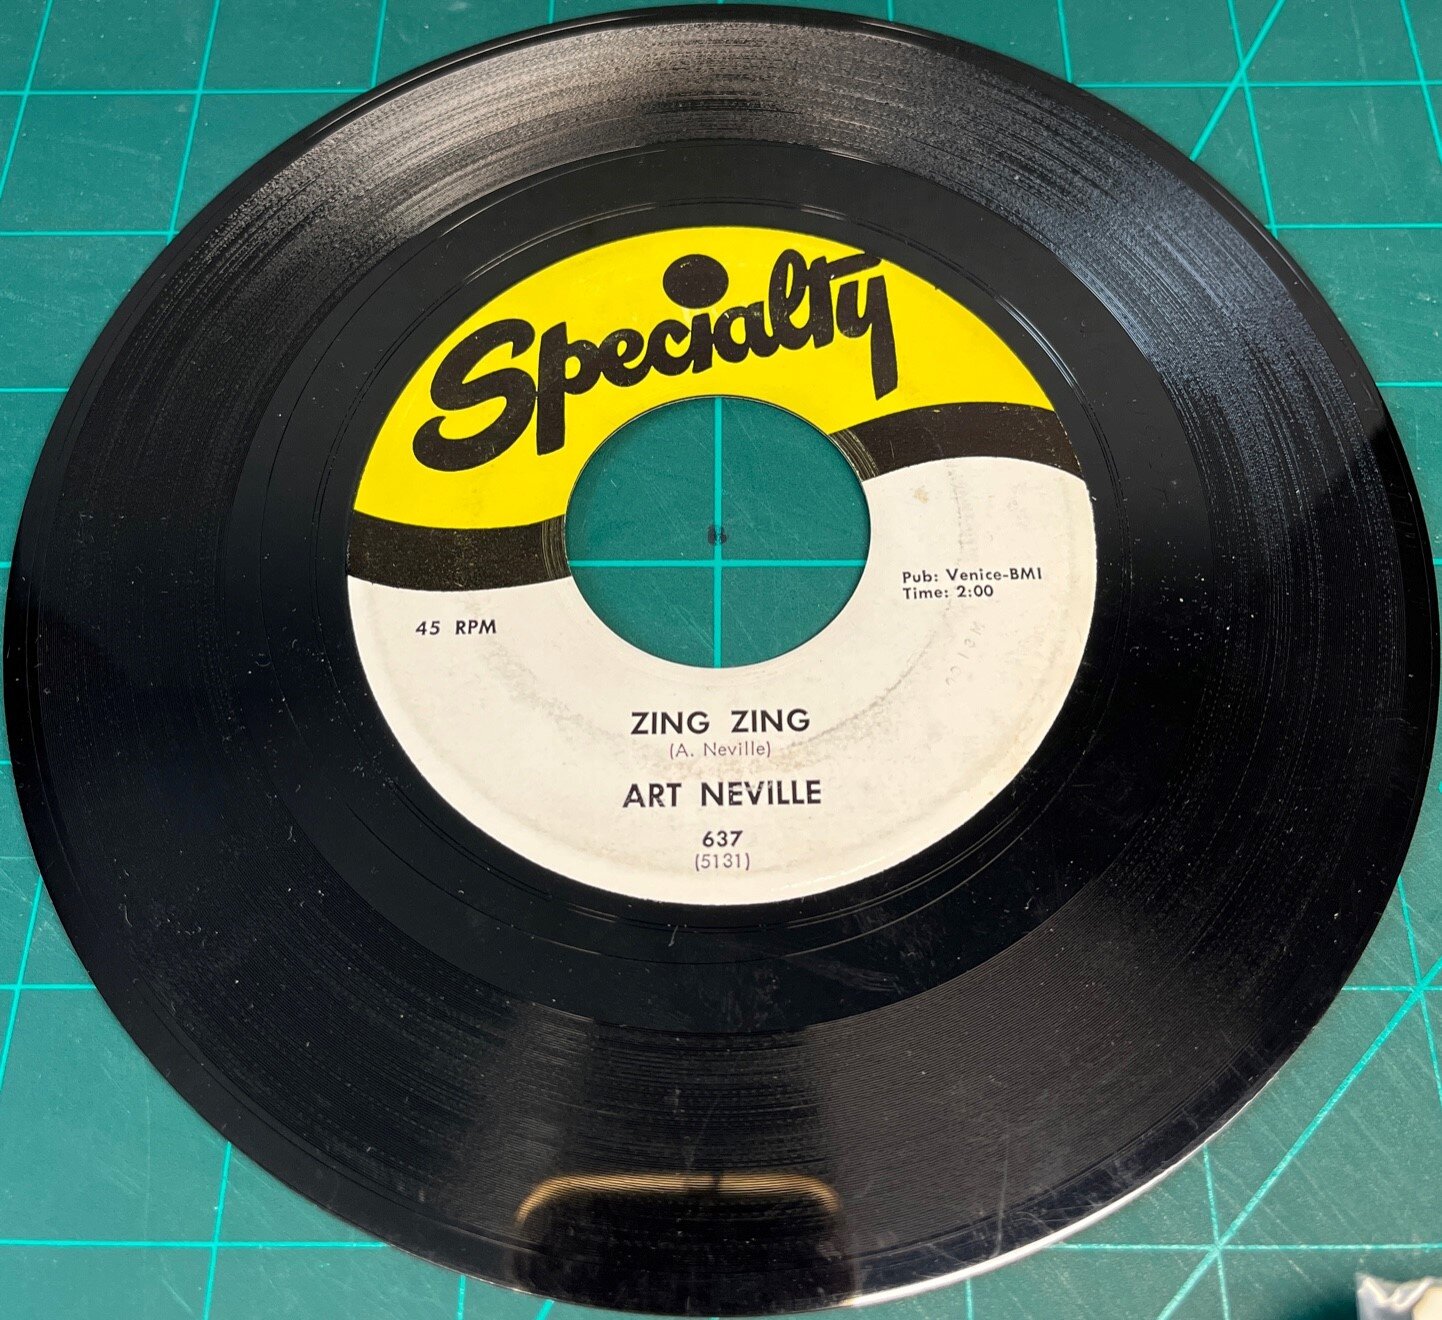 Specialty
Pub: Venice-BMI
Time: 2:00
45 RPM
ZING ZING
(A. Neville)
ART NEVILLE
637
(5131)